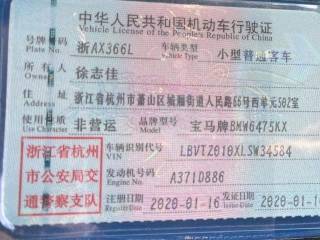 中华人民共和国机动车行驶证
Vehicle License of the People's Republic of China
号牌号码 Plate No. 浙AX366L 车辆类型 Vehicle Type 小型普通客车
所有人 Owner 徐志佳
住址 Address 浙江省杭州市萧山区城厢街道人民路65号西单元502室
使用性质 Use Character 非营运 品牌型号 宝马牌BMW6475KX
浙江省杭州市公安局交通警察支队
车辆识别代号 VIN LBVTZ010XLSW34584
发动机号码 Engine No. A371D886
注册日期 Register Date 2020-01-16 发证日期 Issue Date 2020-01-16